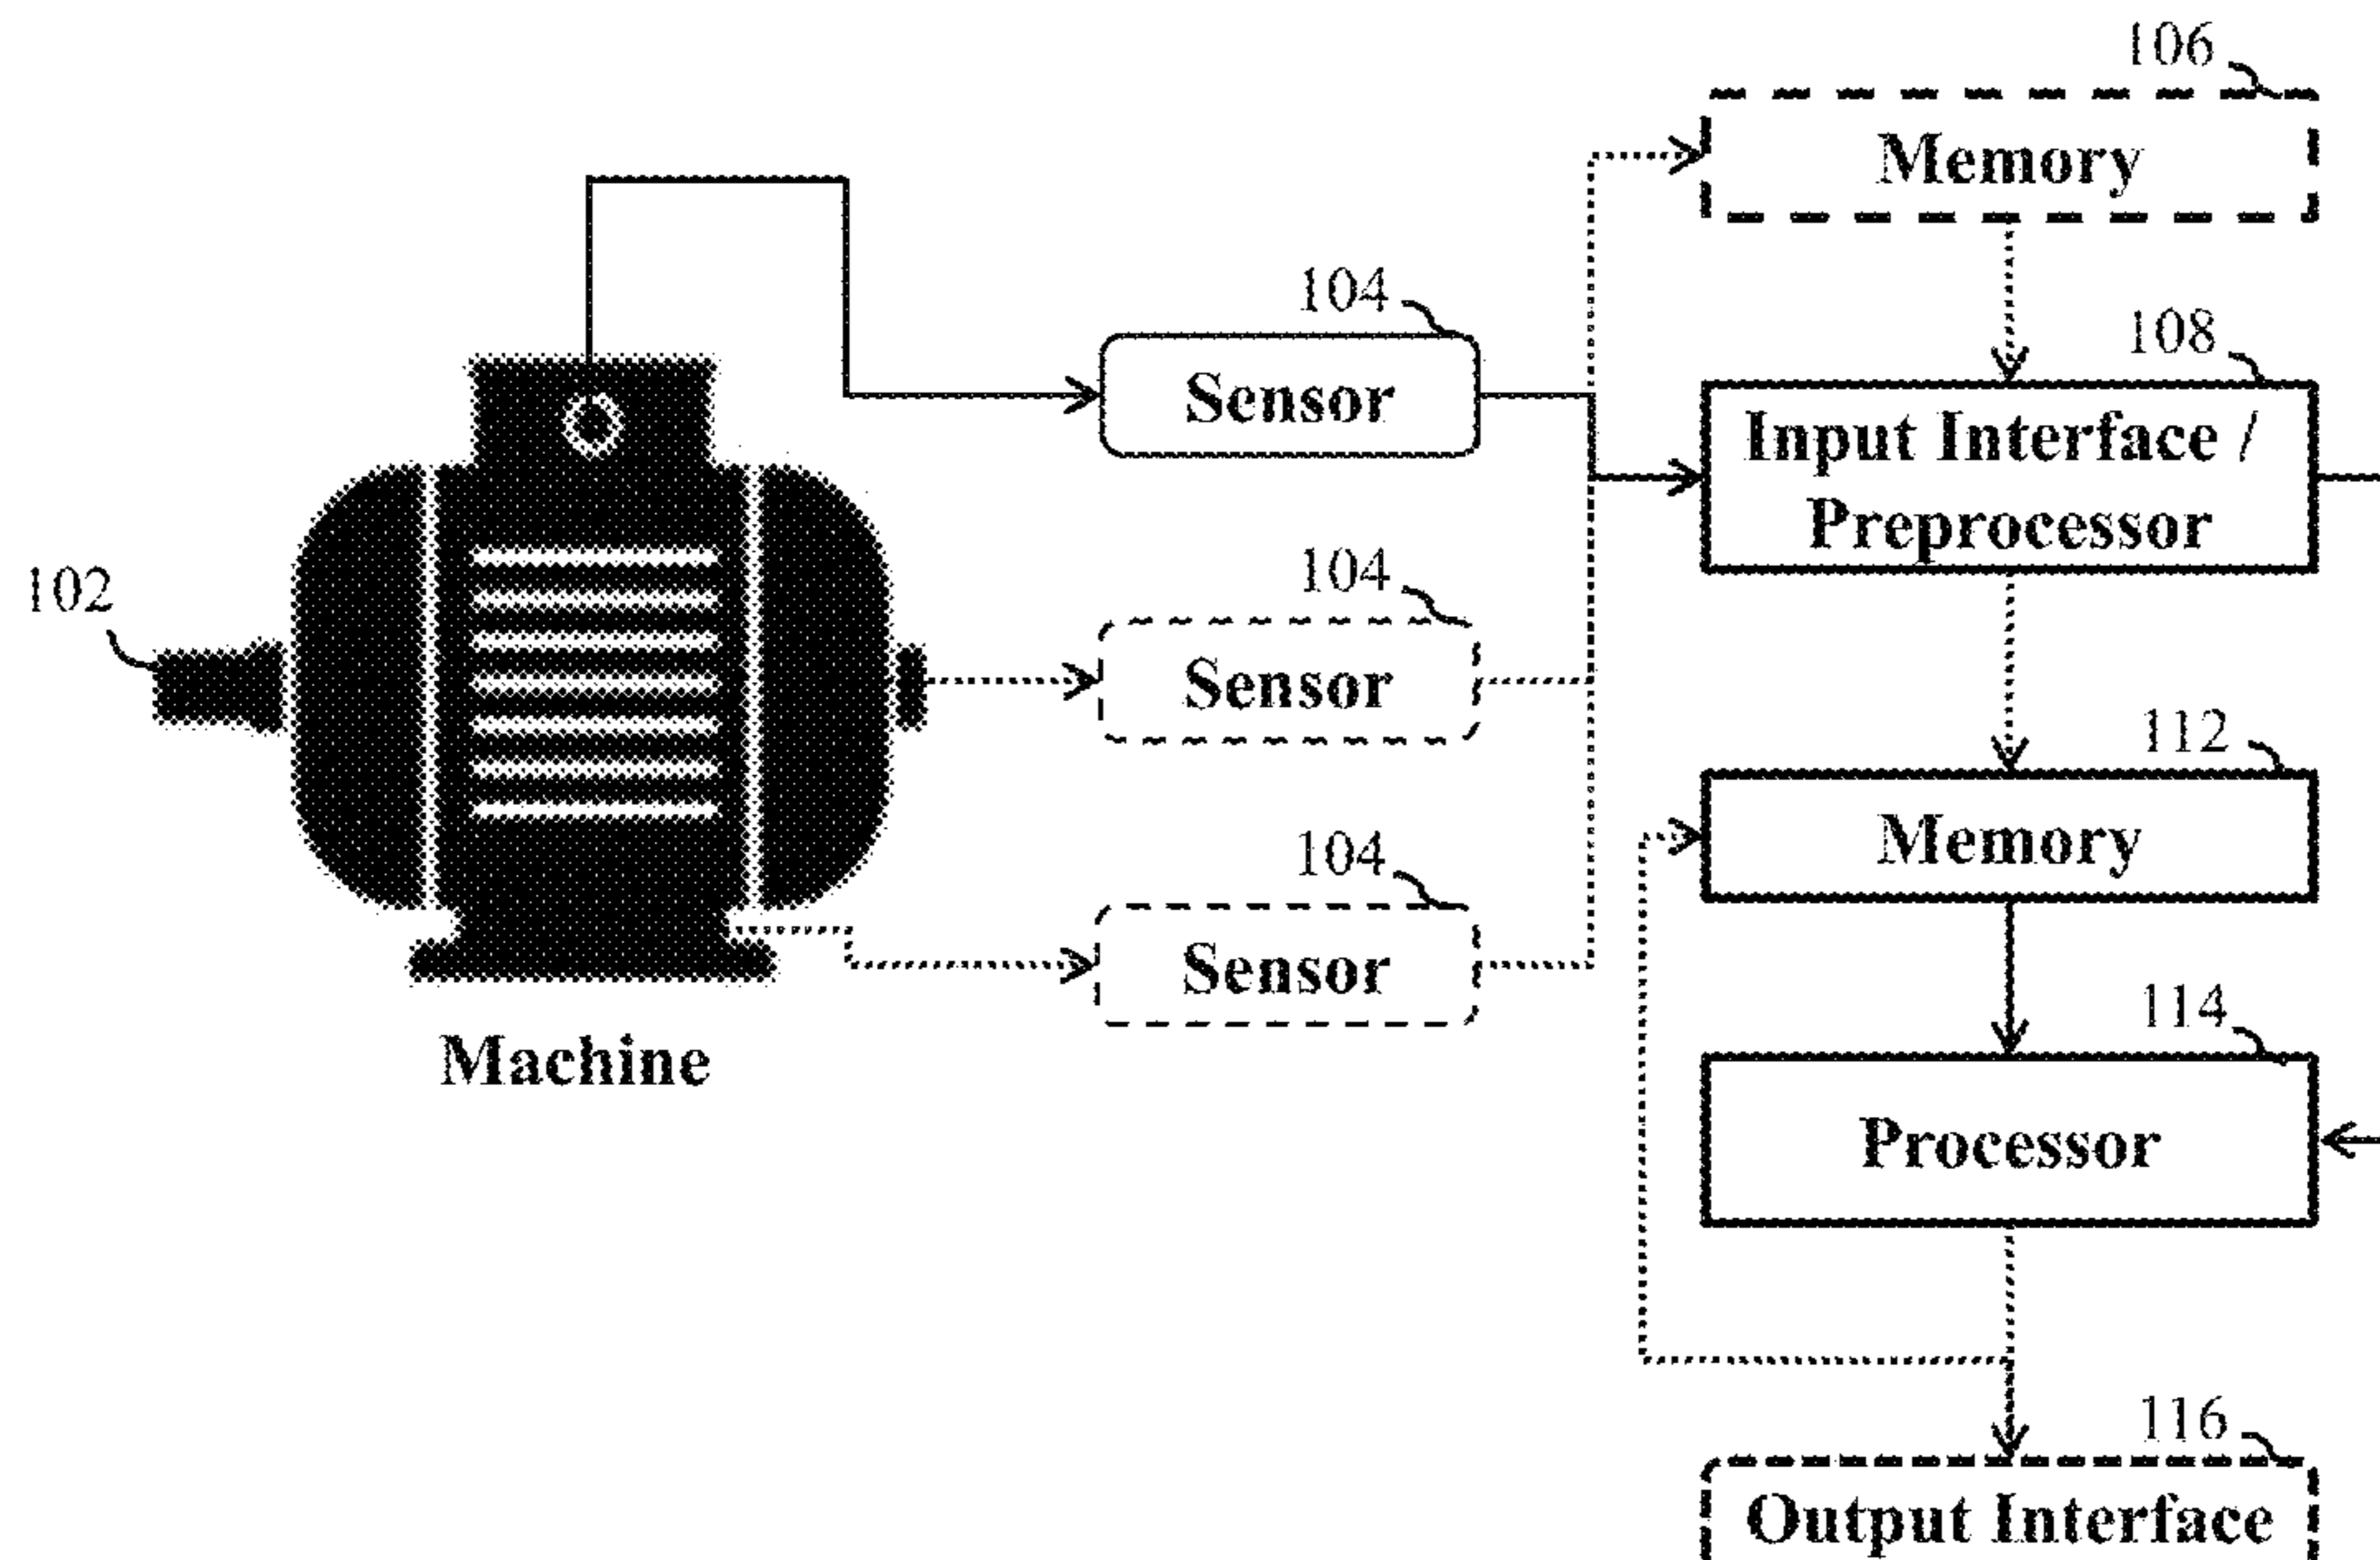 106
Memory
104
Sensor
108
Input Interface /
Preprocessor
102
104
Sensor
112
Memory
104
Sensor
Machine
114
Processor
116
Output Interface